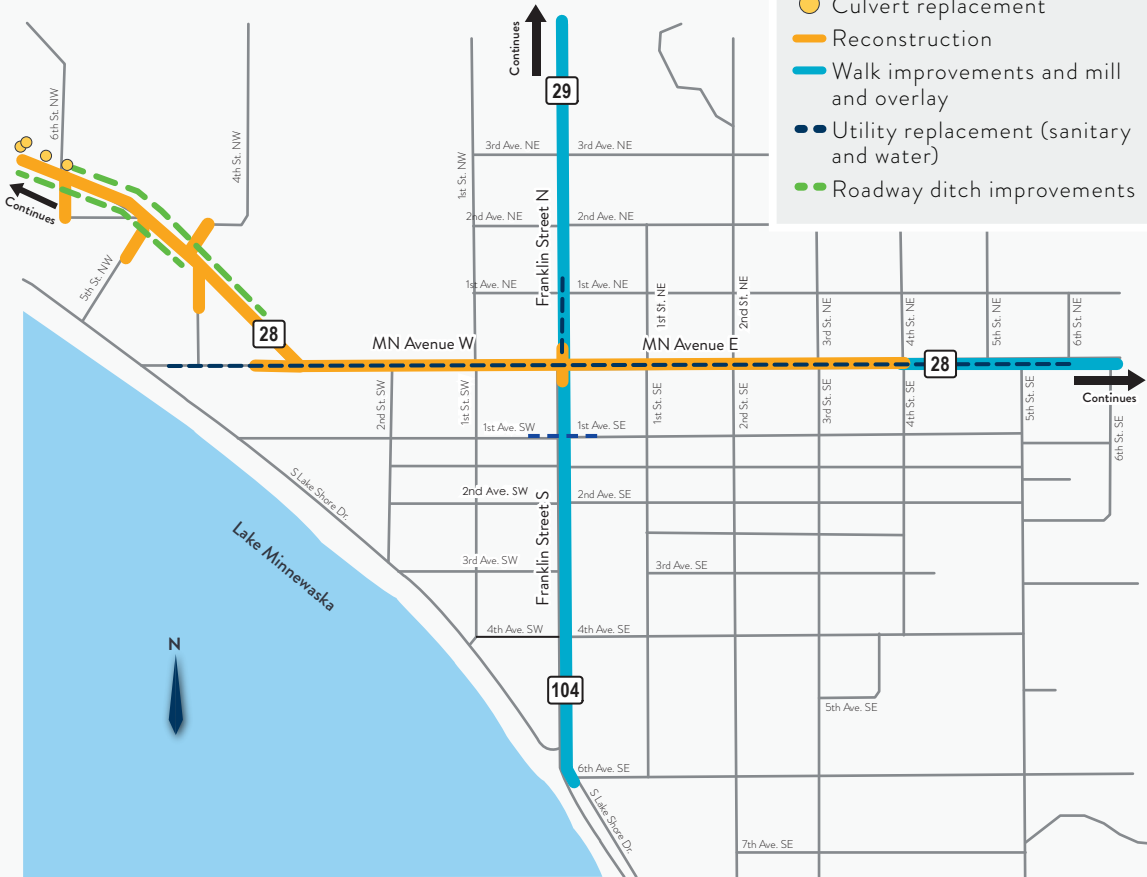 Culvert replacement
Reconstruction
Walk improvements and mill
and overlay
Utility replacement (sanitary
and water)
Roadway ditch improvements
Continues
29
6th St. NW
4th St. NW
1st St. NW
3rd Ave. NE
3rd Ave. NE
Continues
2nd Ave. NE
2nd Ave. NE
Franklin Street N
5th St. NW
1st Ave. NE
1st Ave. NE
1st St. NE
2nd St. NE
3rd St. NE
4th St. NE
5th St. NE
6th St. NE
28
MN Avenue W
MN Avenue E
28
Continues
2nd St. SW
1st St. SW
1st St. SE
2nd St. SE
3rd St. SE
4th St. SE
5th St. SE
6th St. SE
1st Ave. SW
1st Ave. SE
S Lake Shore Dr.
2nd Ave. SW
2nd Ave. SE
Franklin Street S
Lake Minnewaska
3rd Ave. SW
3rd Ave. SE
4th Ave. SW
4th Ave. SE
N
104
5th Ave. SE
6th Ave. SE
S Lake Shore Dr.
7th Ave. SE